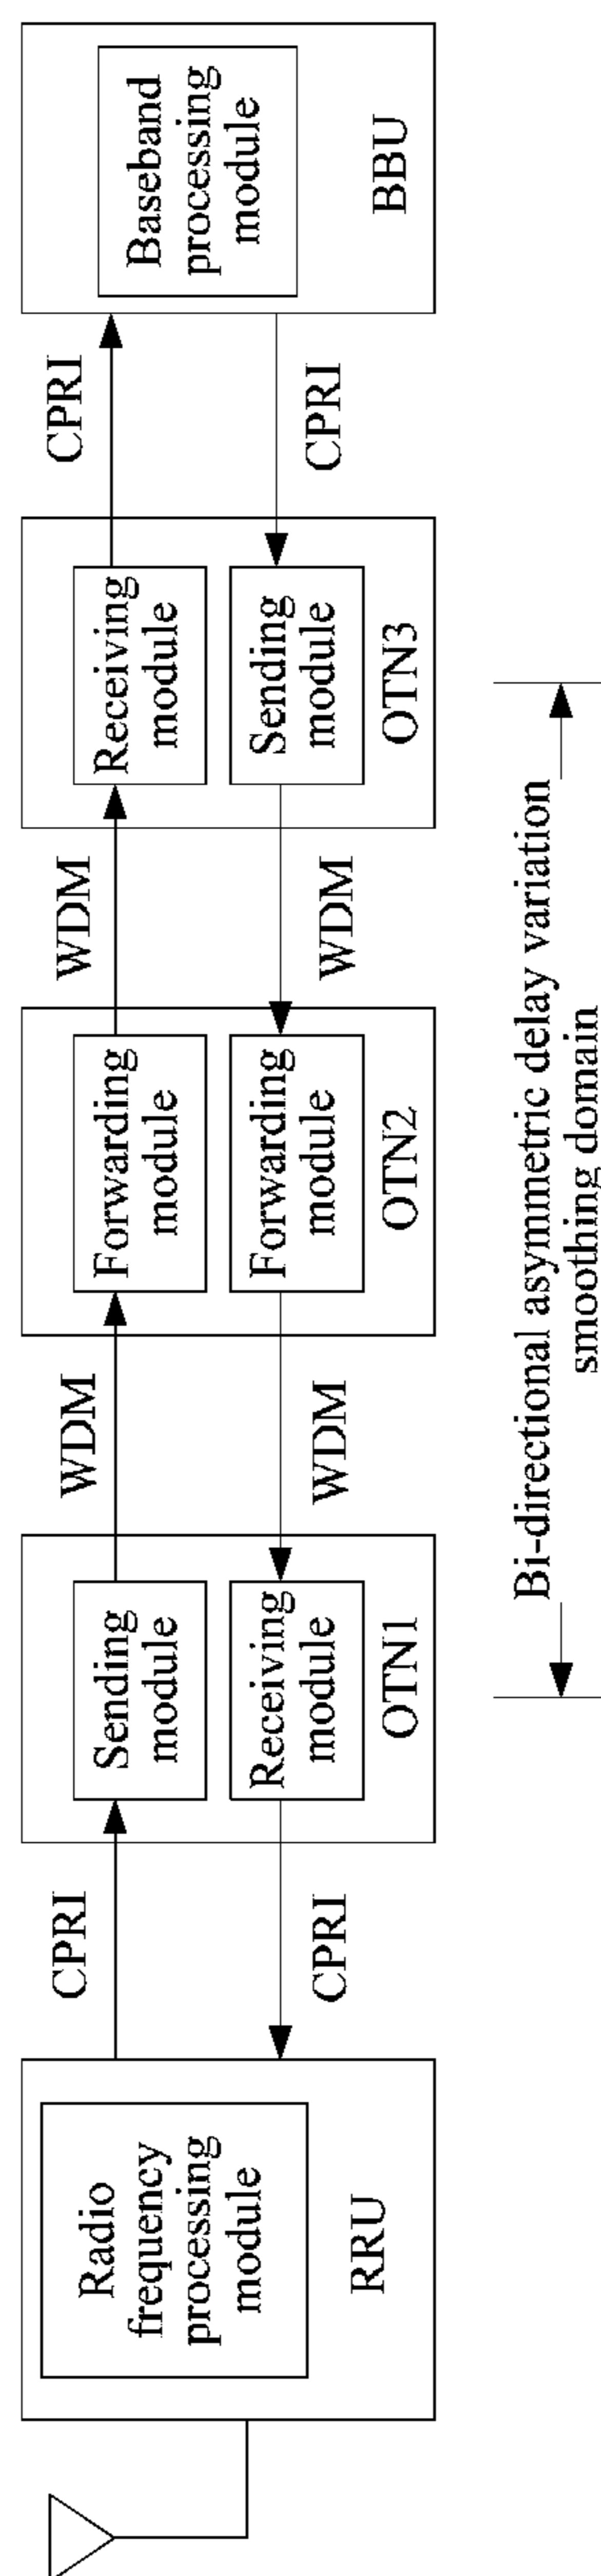 Radio
frequency
processing
module
RRU
CPRI
CPRI
Sending
module
Receiving
module
OTN1
WDM
WDM
Forwarding
module
Forwarding
module
OTN2
WDM
WDM
Receiving
module
Sending
module
OTN3
CPRI
CPRI
Baseband
processing
module
BBU
Bi-directional asymmetric delay variation
smoothing domain